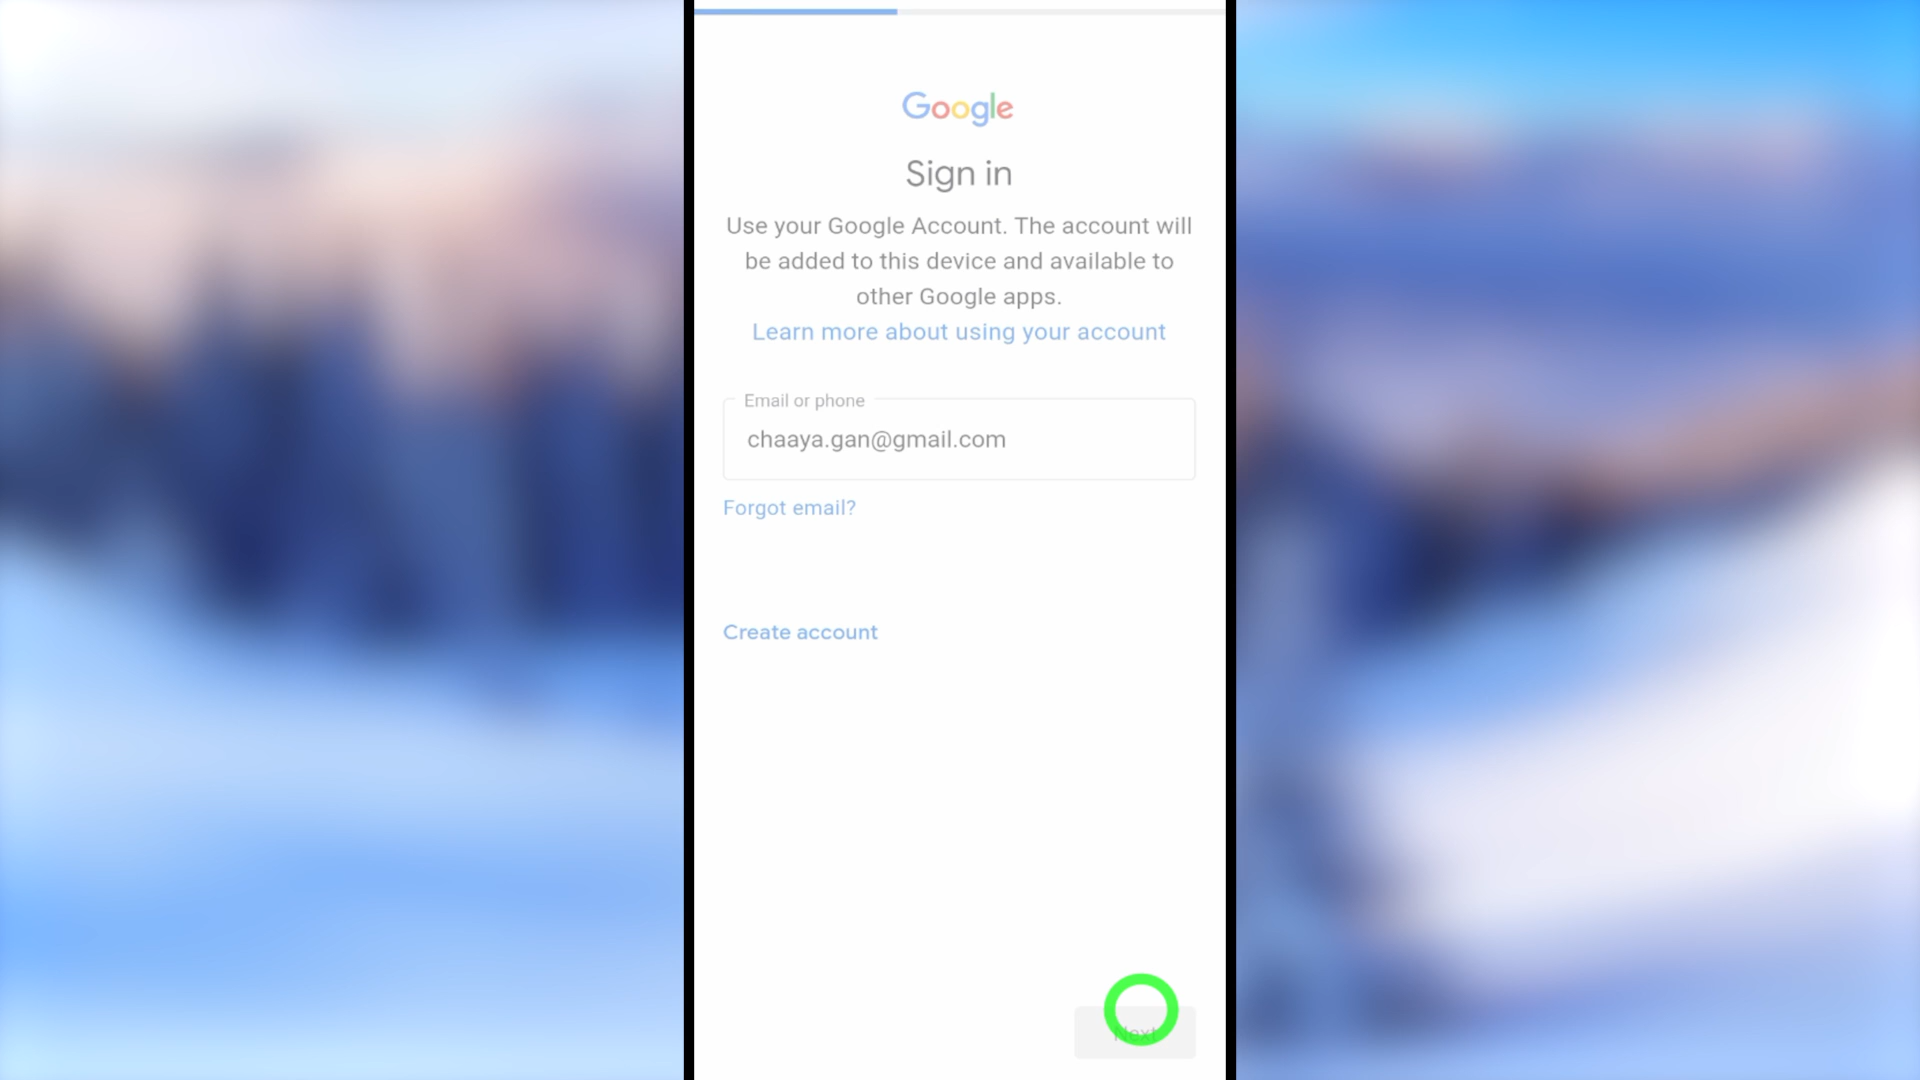 Google
Sign in
Use your Google Account. The account will
be added to this device and available to
other Google apps.
Learn more about using your account
Email or phone
chaaya.gan@gmail.com
Forgot email?
Create account
Next